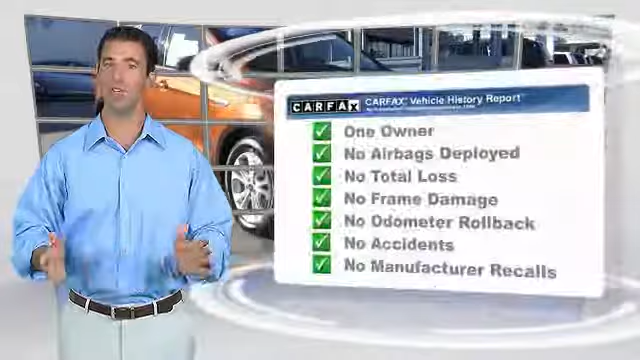 CARFAX CARFAX Vehicle History Report
One Owner
No Airbags Deployed
No Total Loss
No Frame Damage
No Odometer Rollback
No Accidents
No Manufacturer Recalls